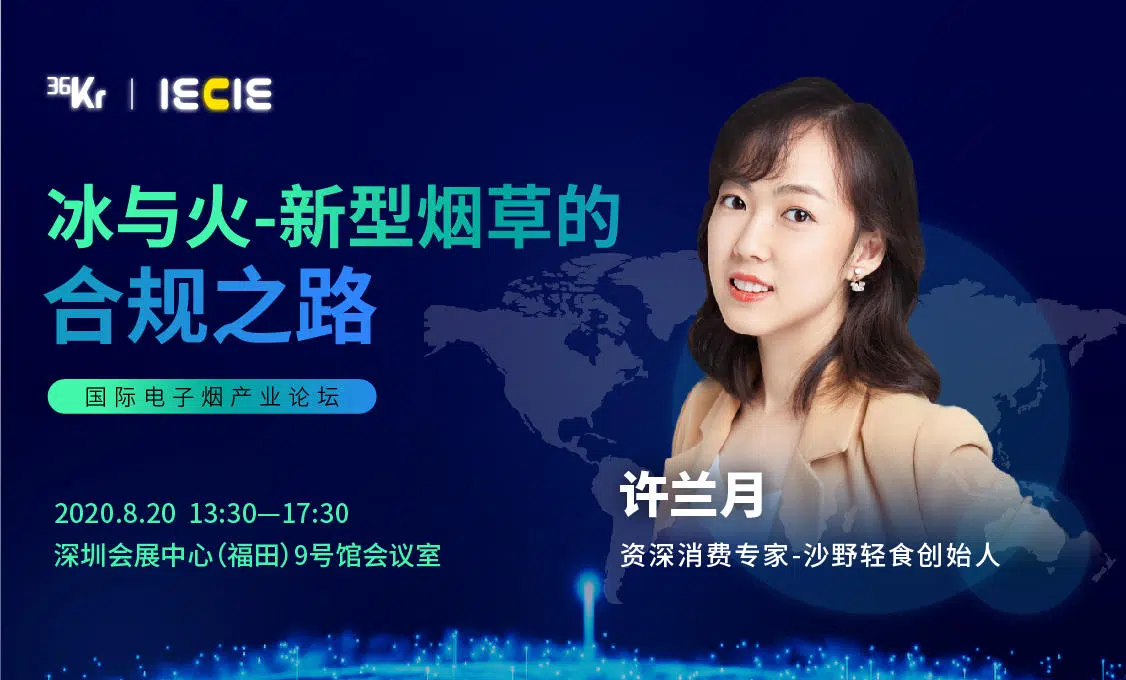 36Kr | IECIE
冰与火-新型烟草的
合规之路
国际电子烟产业论坛
2020.8.20 13:30—17:30
深圳会展中心(福田)9号馆会议室
许兰月
资深消费专家-沙野轻食创始人